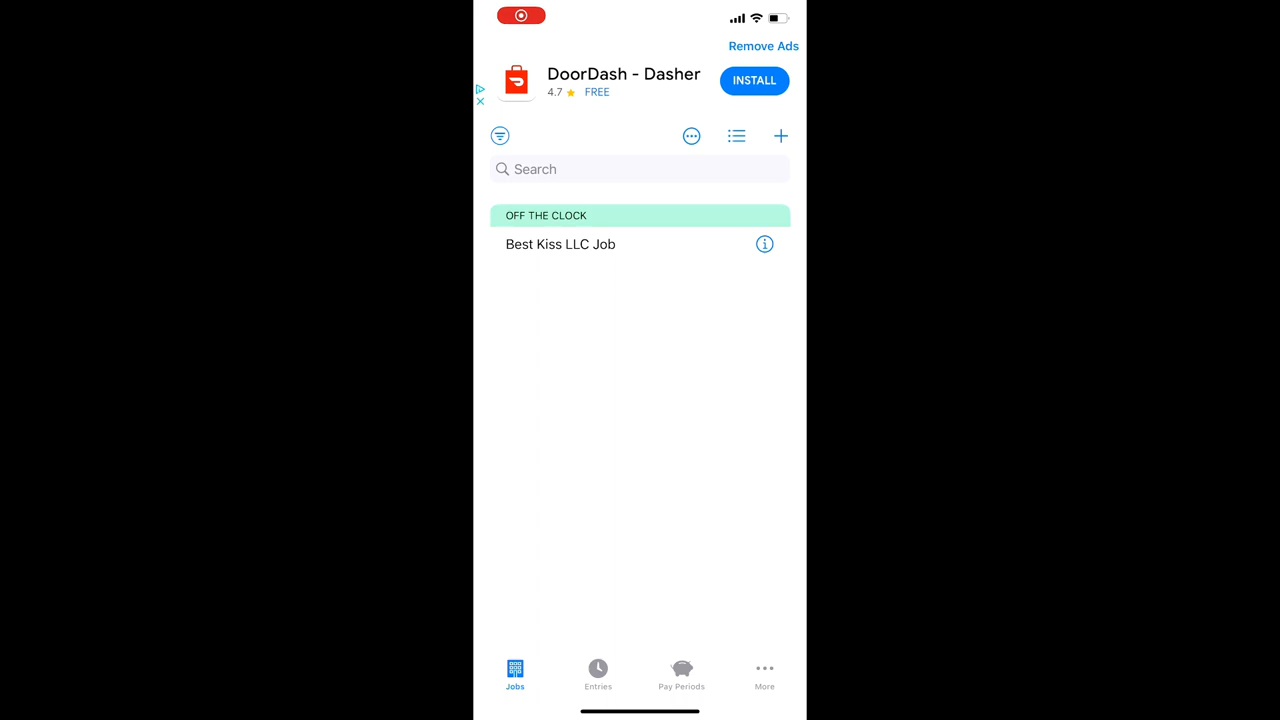 Remove Ads
DoorDash - Dasher
4.7 ★ FREE
INSTALL
Search
OFF THE CLOCK
Best Kiss LLC Job
Jobs
Entries
Pay Periods
More